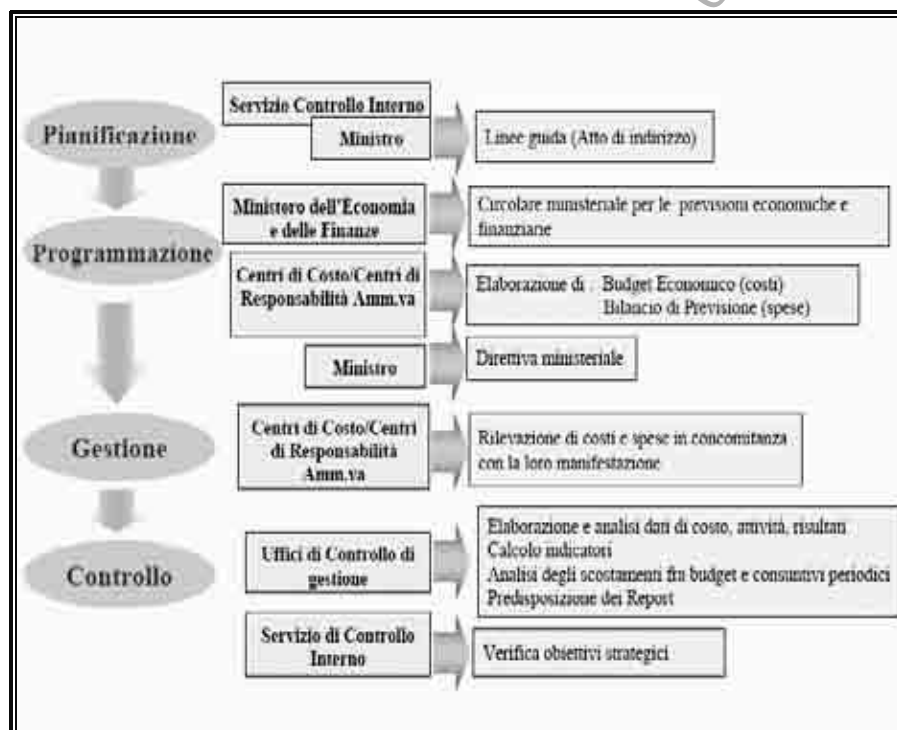 Pianificazione
Servizio Controllo Interno
Ministro
Linee guida (Atto di indirizzo)
Programmazione
Ministero dell'Economia
e delle Finanze
Circolare ministeriale per le previsioni economiche e
finanziarie
Centri di Costo/Centri di
Responsabilità Amm.va
Elaborazione di : Budget Economico (costi)
Bilancio di Previsione (spese)
Ministro
Direttiva ministeriale
Gestione
Centri di Costo/Centri
di Responsabilità
Amm.va
Rilevazione di costi e spese in concomitanza
con la loro manifestazione
Controllo
Uffici di Controllo di
gestione
Elaborazione e analisi dati di costo, attività, risultati
Calcolo indicatori
Analisi degli scostamenti fra budget e consuntivi periodici
Predisposizione dei Report
Servizio di Controllo
Interno
Verifica obiettivi strategici